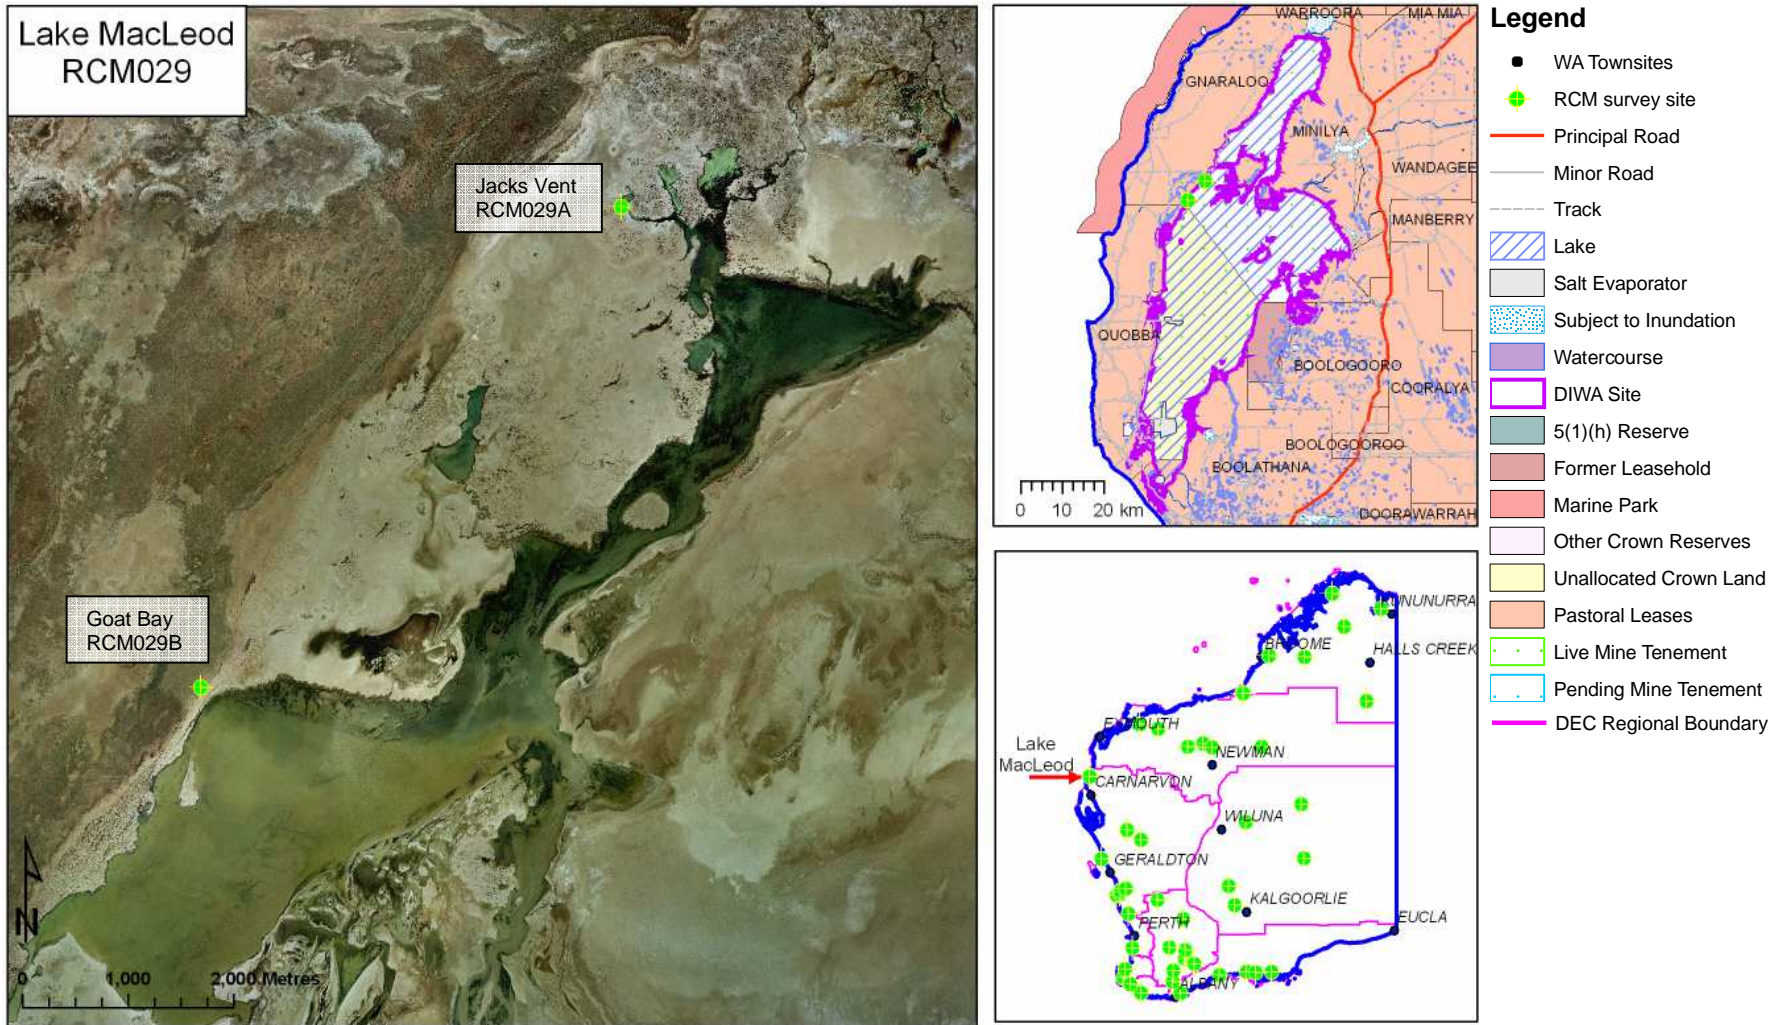 Lake MacLeod
RCM029
Jacks Vent
RCM029A
Goat Bay
RCM029B
N
0 1,000 2,000 Metres
WARROORA
MIA MIA
GNARALOO
MINILYA
WANDAGEE
MANBERRY
QUOBBA
BOOLOGOORO
COORALYA
BOOLOGOOROO
BOOLATHANA
DOORAWARRAH
0 10 20 km
KUNUNURRA
BROOME
HALLS CREEK
EXMOUTH
NEWMAN
Lake
MacLeod
CARNARVON
WILUNA
GERALDTON
KALGOORLIE
EUCLA
PERTH
ALBANY
Legend
WA Townsites
RCM survey site
Principal Road
Minor Road
Track
Lake
Salt Evaporator
Subject to Inundation
Watercourse
DIWA Site
5(1)(h) Reserve
Former Leasehold
Marine Park
Other Crown Reserves
Unallocated Crown Land
Pastoral Leases
Live Mine Tenement
Pending Mine Tenement
DEC Regional Boundary